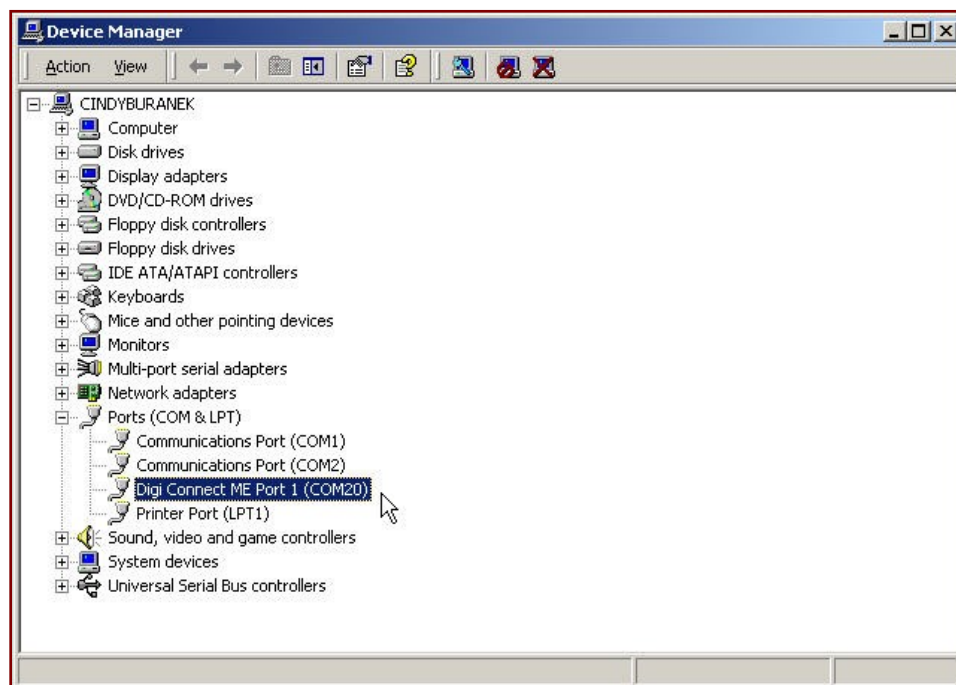 Device Manager
Action View
CINDYBURANEK
Computer
Disk drives
Display adapters
DVD/CD-ROM drives
Floppy disk controllers
Floppy disk drives
IDE ATA/ATAPI controllers
Keyboards
Mice and other pointing devices
Monitors
Multi-port serial adapters
Network adapters
Ports (COM & LPT)
Communications Port (COM1)
Communications Port (COM2)
Digi Connect ME Port 1 (COM20)
Printer Port (LPT1)
Sound, video and game controllers
System devices
Universal Serial Bus controllers